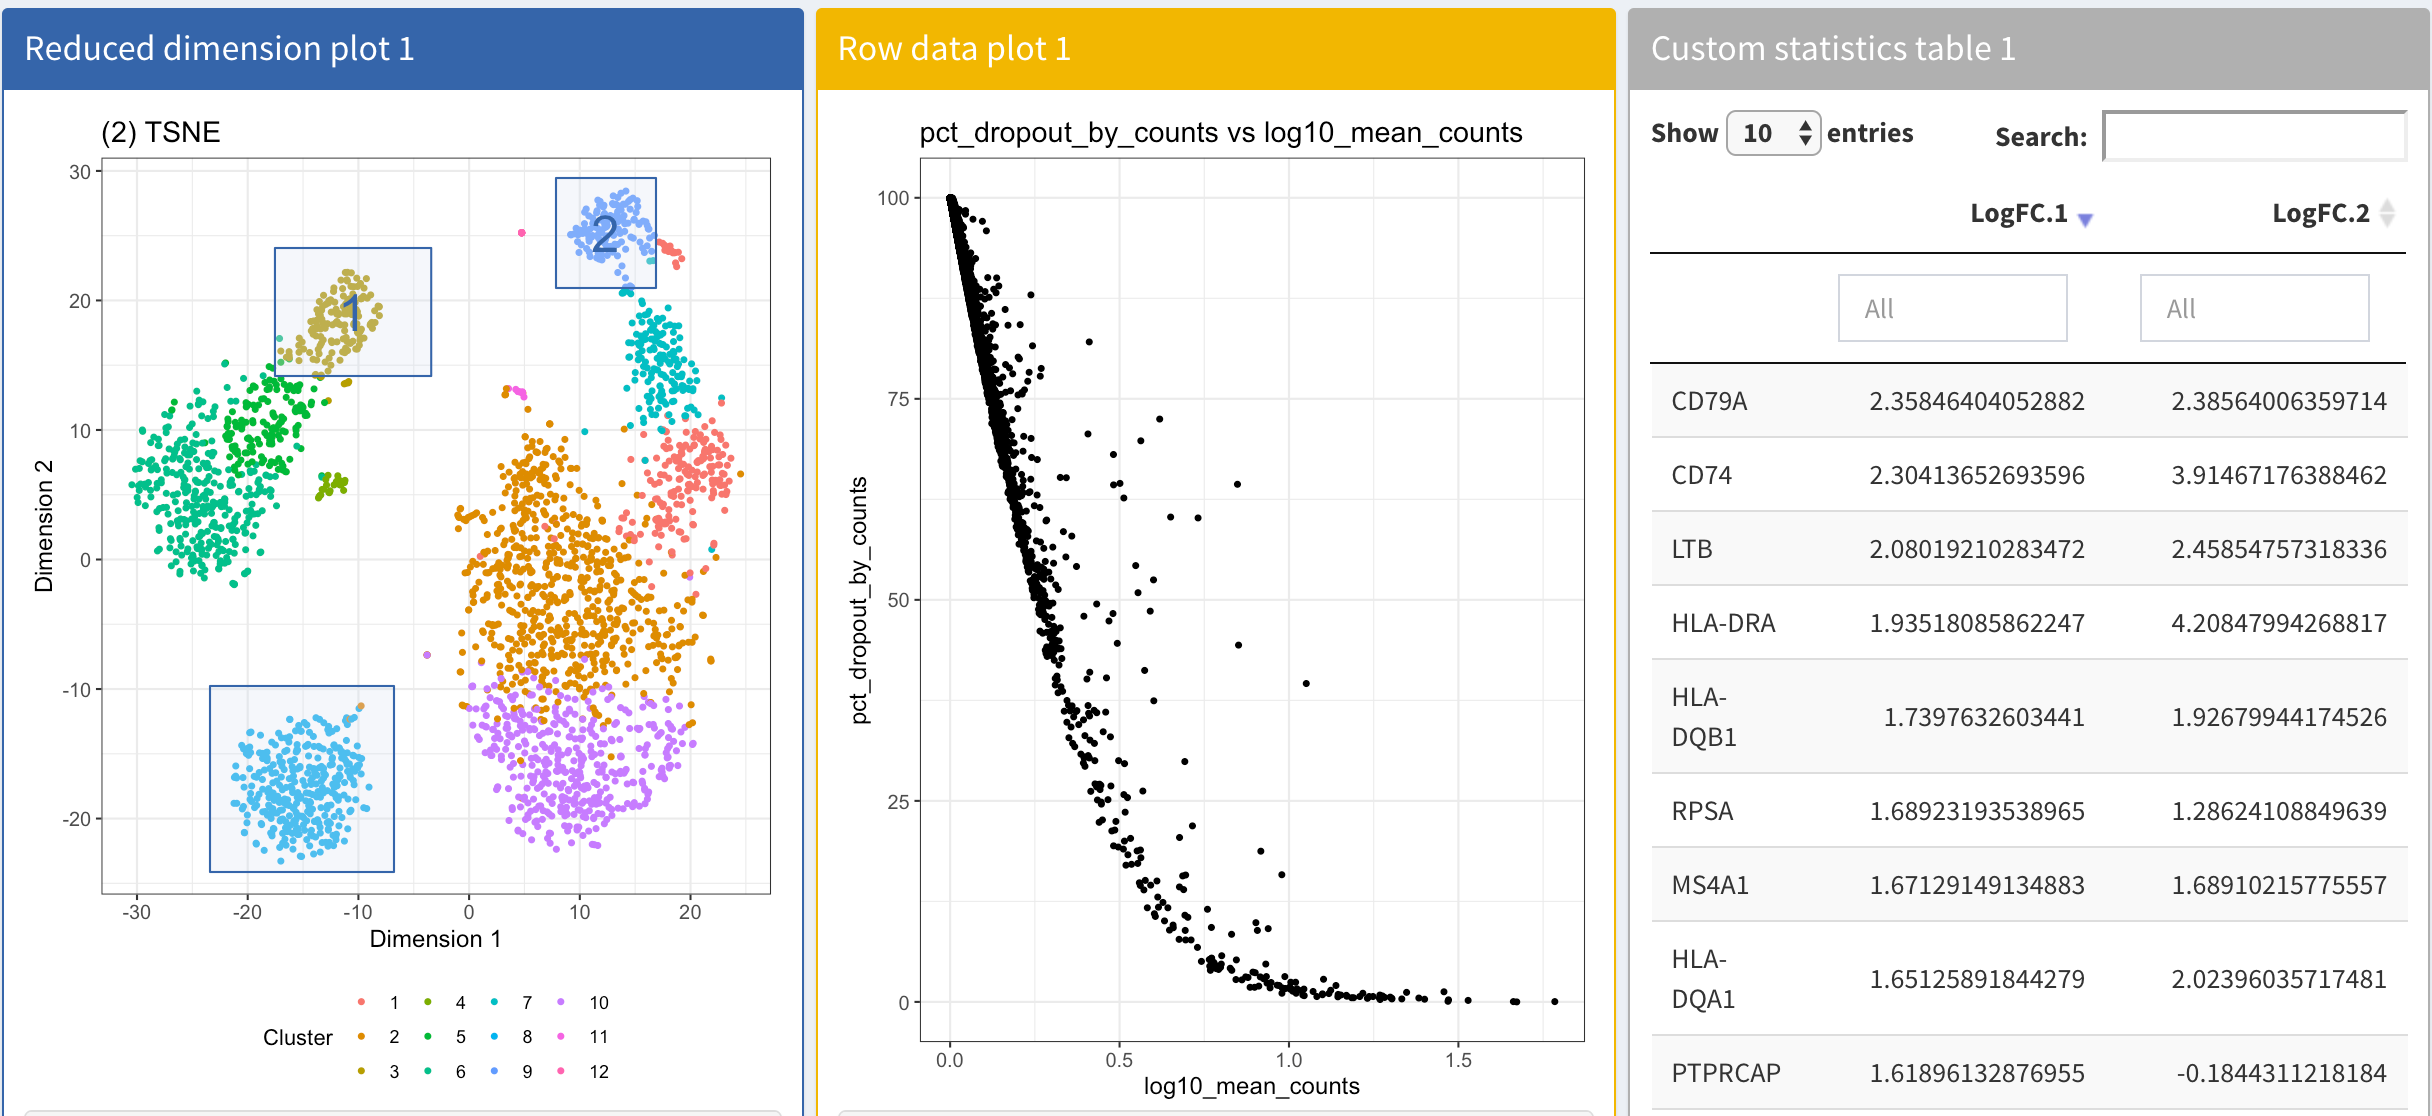 Reduced dimension plot 1
(2) TSNE
30
20
10
0
-10
-20
Dimension 2
1
2
-30
-20
-10
0
10
20
Dimension 1
Cluster
1
4
7
10
2
5
8
11
3
6
9
12
Row data plot 1
pct_dropout_by_counts vs log10_mean_counts
100
75
50
25
0
pct_dropout_by_counts
0.0
0.5
1.0
1.5
log10_mean_counts
Custom statistics table 1
Show 10 entries Search:
LogFC.1 LogFC.2
All All
CD79A 2.35846404052882 2.38564006359714
CD74 2.30413652693596 3.91467176388462
LTB 2.08019210283472 2.45854757318336
HLA-DRA 1.93518085862247 4.20847994268817
HLA-
DQB1 1.7397632603441 1.92679944174526
RPSA 1.68923193538965 1.28624108849639
MS4A1 1.67129149134883 1.68910215775557
HLA-
DQA1 1.65125891844279 2.02396035717481
PTPRCAP 1.61896132876955 -0.1844311218184